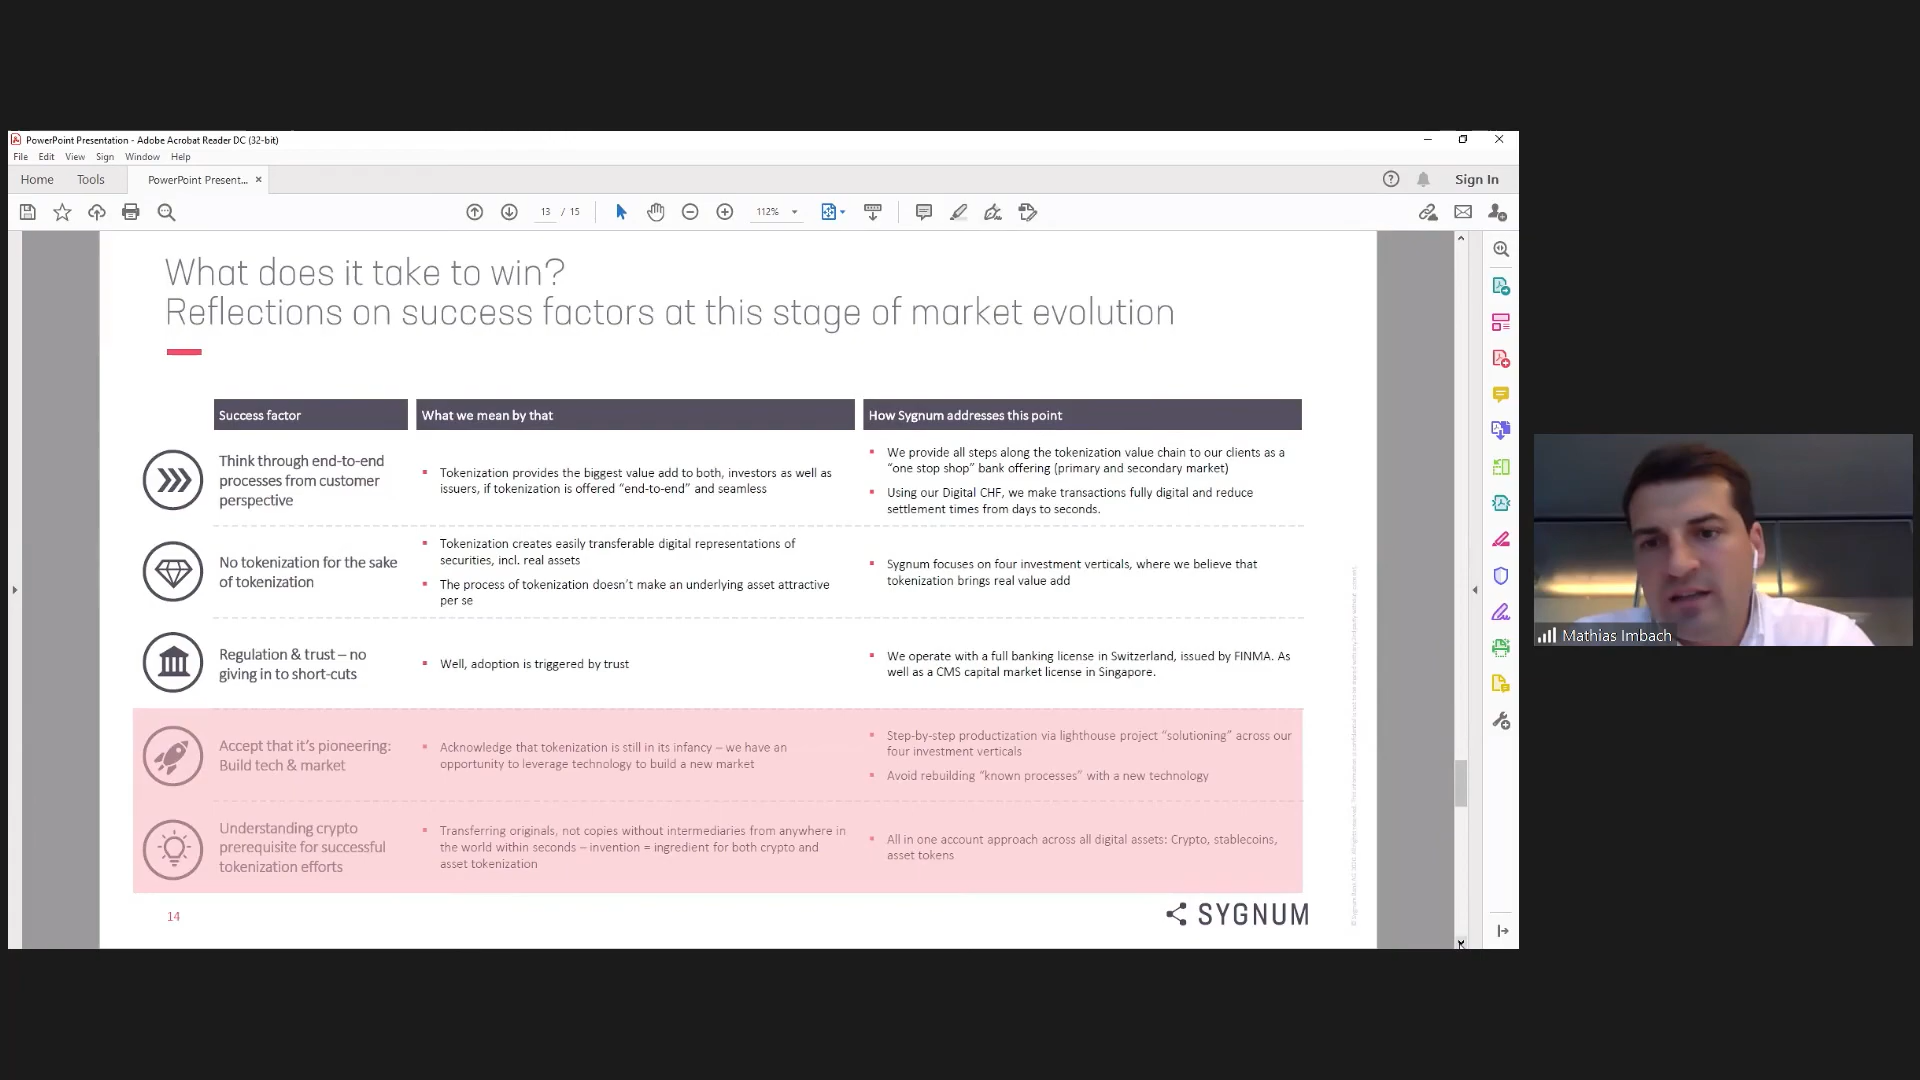 PowerPoint Presentation - Adobe Acrobat Reader DC (32-bit)
File Edit View Sign Window Help
Home Tools PowerPoint Present... × Sign In
13 / 15 112%
What does it take to win?
Reflections on success factors at this stage of market evolution
Success factor
What we mean by that
How Sygnum addresses this point
Think through end-to-end
processes from customer
perspective
Tokenization provides the biggest value add to both, investors as well as
issuers, if tokenization is offered “end-to-end” and seamless
We provide all steps along the tokenization value chain to our clients as a
“one stop shop” bank offering (primary and secondary market)
Using our Digital CHF, we make transactions fully digital and reduce
settlement times from days to seconds.
No tokenization for the sake
of tokenization
Tokenization creates easily transferable digital representations of
securities, incl. real assets
The process of tokenization doesn’t make an underlying asset attractive
per se
Sygnum focuses on four investment verticals, where we believe that
tokenization brings real value add
Regulation & trust – no
giving in to short-cuts
Well, adoption is triggered by trust
We operate with a full banking license in Switzerland, issued by FINMA. As
well as a CMS capital market license in Singapore.
Accept that it’s pioneering:
Build tech & market
Acknowledge that tokenization is still in its infancy – we have an
opportunity to leverage technology to build a new market
Step-by-step productization via lighthouse project “solutioning” across our
four investment verticals
Avoid rebuilding “known processes” with a new technology
Understanding crypto
prerequisite for successful
tokenization efforts
Transferring originals, not copies without intermediaries from anywhere in
the world within seconds – invention = ingredient for both crypto and
asset tokenization
All in one account approach across all digital assets: Crypto, stablecoins,
asset tokens
14
SYGNUM
Mathias Imbach